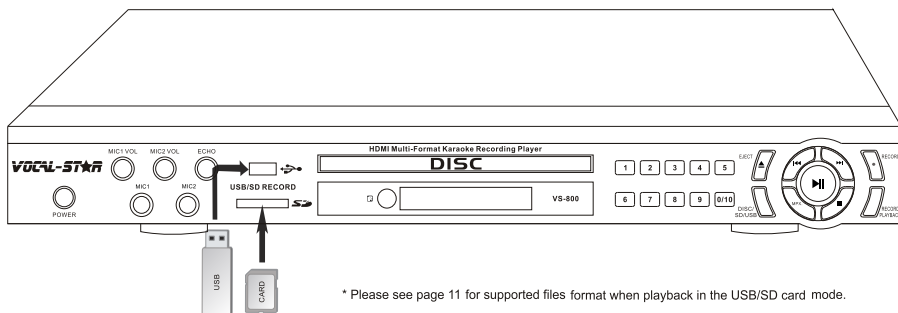 HDMI Multi-Format Karaoke Recording Player
DISC
VOCAL-STAR
MIC1 VOL
MIC2 VOL
ECHO
MIC1
MIC2
POWER
USB/SD RECORD
SD
VS-800
1 2 3 4 5
6 7 8 9 0/10
EJECT
DISC/
SD/USB
MPX
RECORD
RECORD
PLAYBACK
USB
CARD
* Please see page 11 for supported files format when playback in the USB/SD card mode.